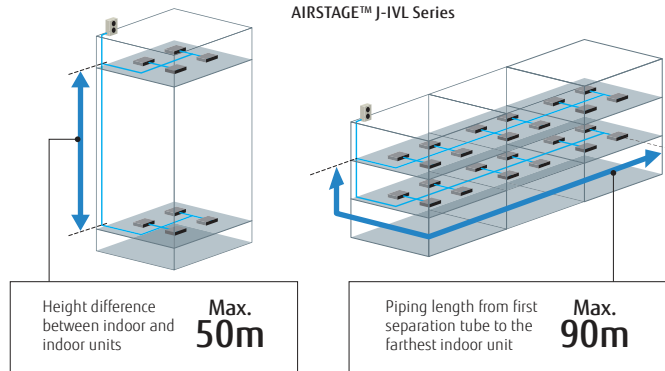 AIRSTAGE™ J-IVL Series
Height difference
between indoor and
indoor units
Max.
50m
Piping length from first
separation tube to the
farthest indoor unit
Max.
90m